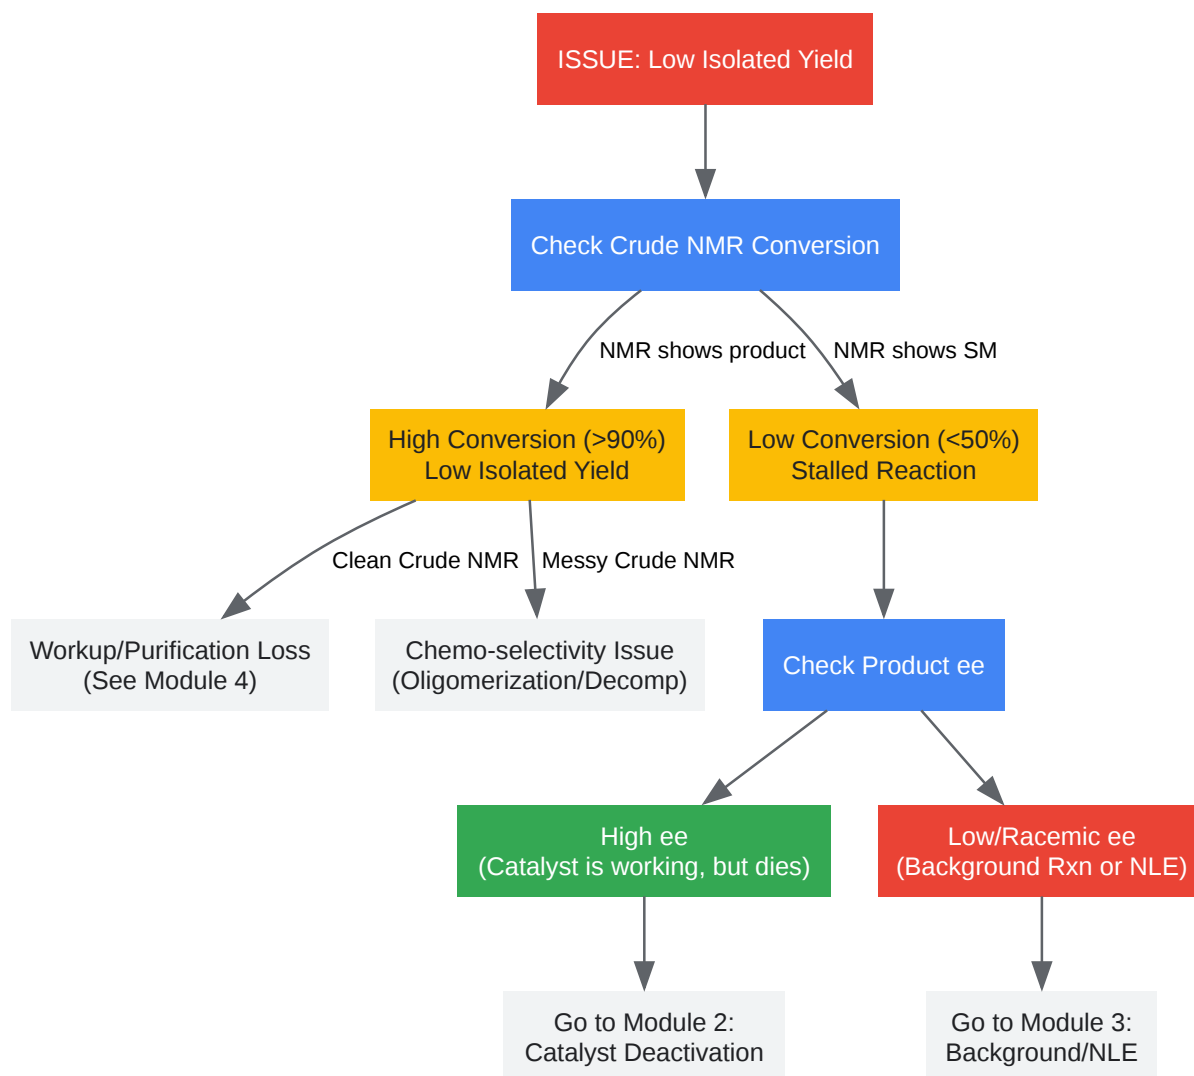 ISSUE: Low Isolated Yield
Check Crude NMR Conversion
NMR shows product
NMR shows SM
High Conversion (>90%)
Low Isolated Yield
Low Conversion (<50%)
Stalled Reaction
Clean Crude NMR
Messy Crude NMR
Workup/Purification Loss
(See Module 4)
Chemo-selectivity Issue
(Oligomerization/Decomp)
Check Product ee
High ee
(Catalyst is working, but dies)
Low/Racemic ee
(Background Rxn or NLE)
Go to Module 2:
Catalyst Deactivation
Go to Module 3:
Background/NLE